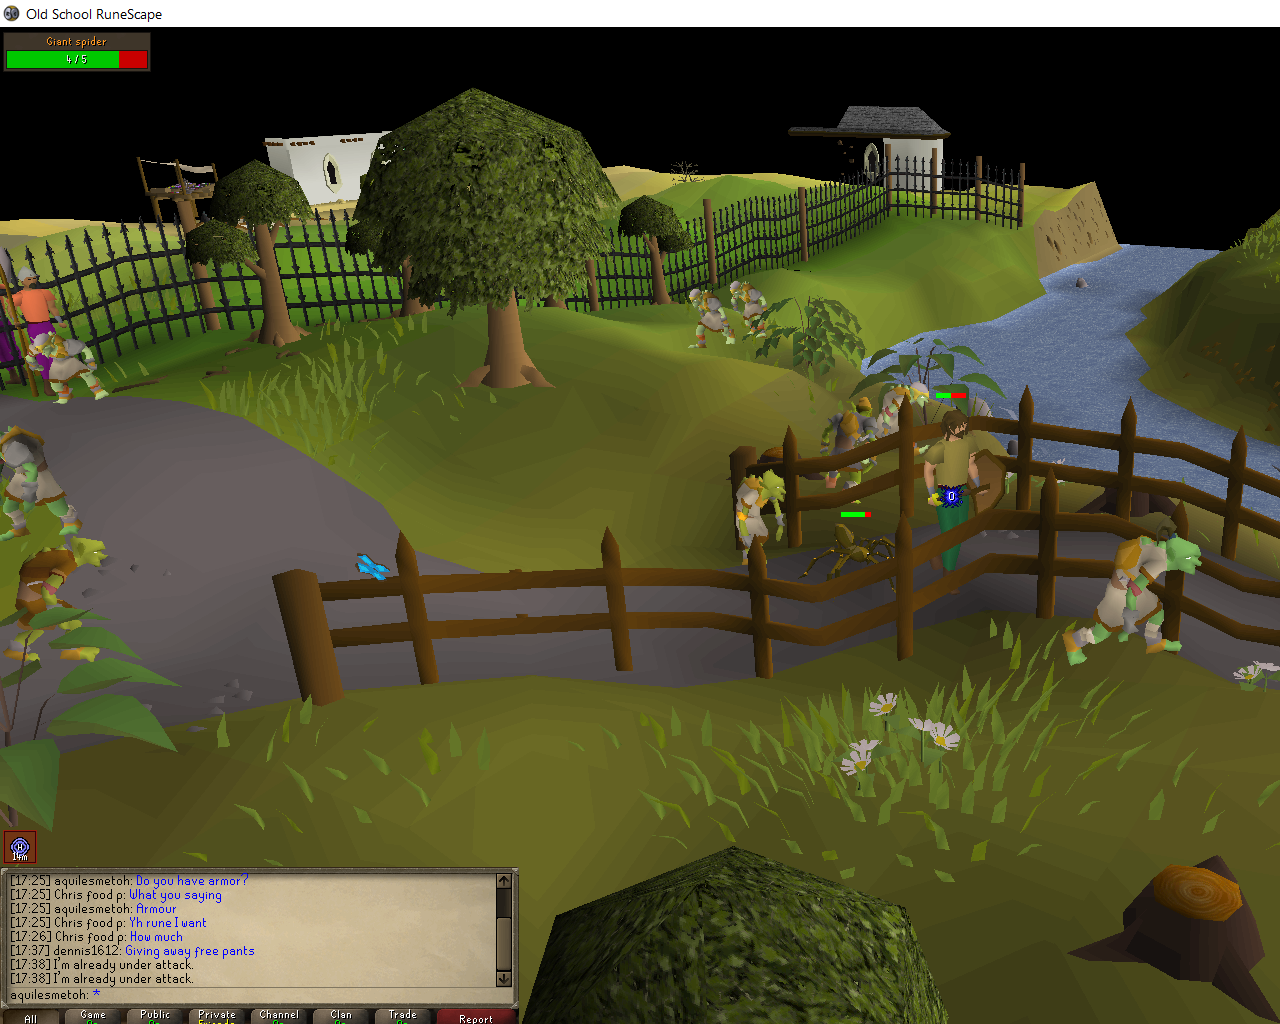 Old School RuneScape
Giant spider
4 / 5
0
14m
[17:25] aquilesmetoh: Do you have armor?
[17:25] Chris food p: What you saying
[17:25] aquilesmetoh: Armour
[17:25] Chris food p: Yh rune I want
[17:26] Chris food p: How much
[17:37] dennis1612: Giving away free pants
[17:38] I'm already under attack.
[17:38] I'm already under attack.
aquilesmetoh: *
All Game Public Private Channel Clan Trade Report
Friends